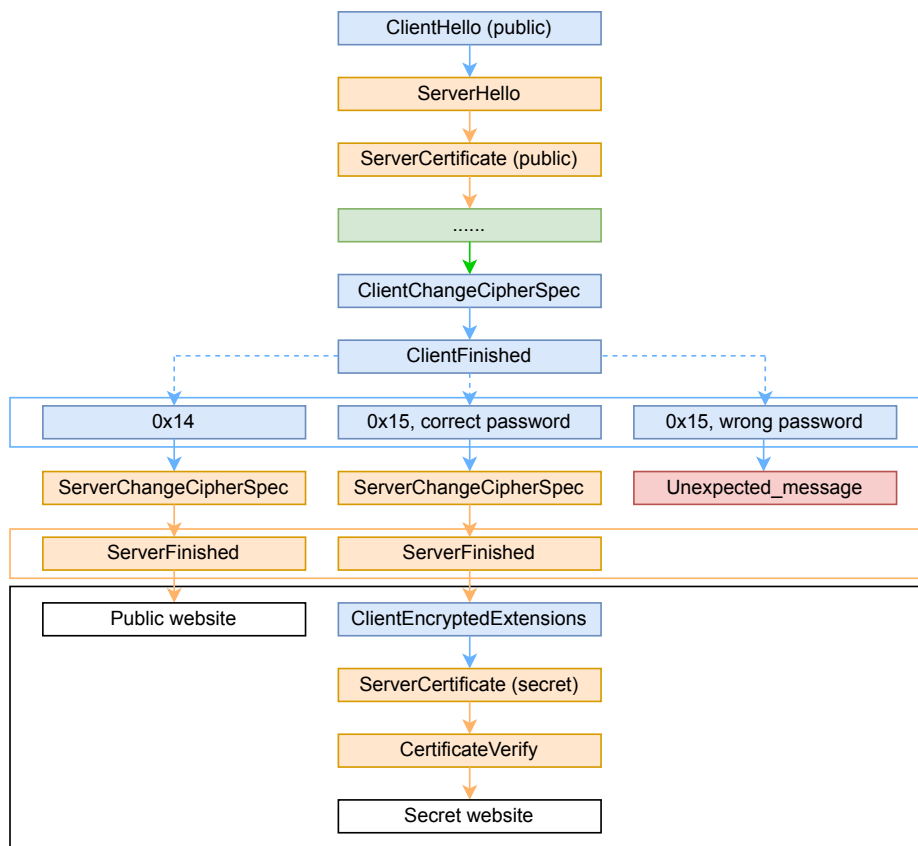 ClientHello (public)
ServerHello
ServerCertificate (public)
......
ClientChangeCipherSpec
ClientFinished
0x14
0x15, correct password
0x15, wrong password
ServerChangeCipherSpec
ServerChangeCipherSpec
Unexpected_message
ServerFinished
ServerFinished
Public website
ClientEncryptedExtensions
ServerCertificate (secret)
CertificateVerify
Secret website